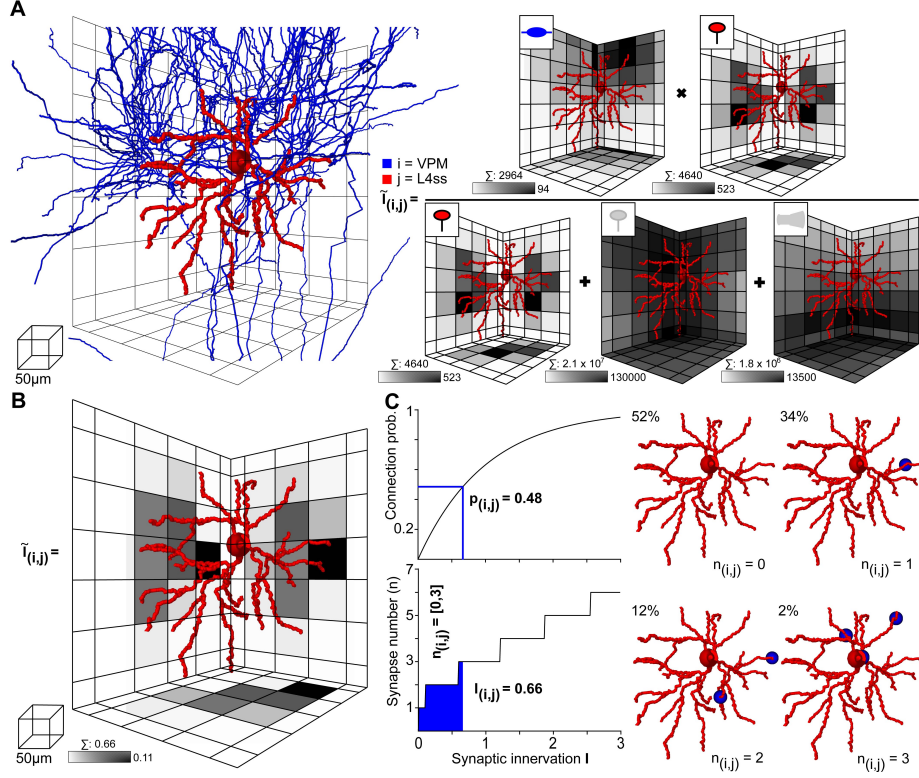 A
i = VPM
j = L4ss
50µm
Ĩ(i,j) =
∑: 2964
94
✖
∑: 4640
523
∑: 4640
523
+
∑: 2.1 x 10⁷
130000
+
∑: 1.8 x 10⁶
13500
B
Ĩ(i,j) =
50µm
∑: 0.66
0.11
C
Connection prob.
1
0.2
p(i,j) = 0.48
Synapse number (n)
7
5
3
1
n(i,j) = [0.3]
I(i,j) = 0.66
0
1
2
3
Synaptic innervation I
52%
n(i,j) = 0
34%
n(i,j) = 1
12%
n(i,j) = 2
2%
n(i,j) = 3